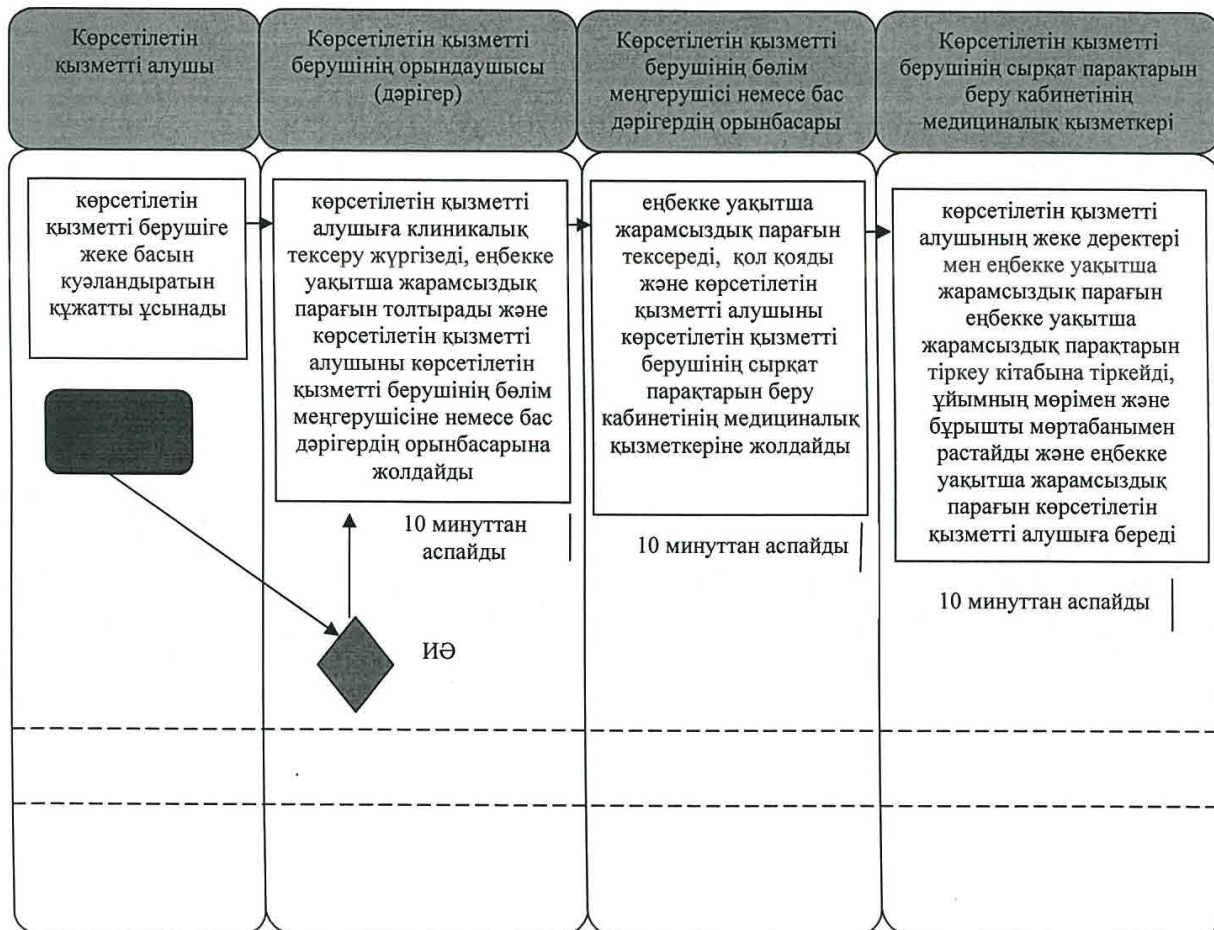 Көрсетілетін
қызметті алушы
Көрсетілетін қызметті
берушінің орындаушысы
(дәрігер)
Көрсетілетін қызметті
берушінің бөлім
меңгерушісі немесе бас
дәрігердің орынбасары
Көрсетілетін қызметті
берушінің сырқат парақтарын
беру кабинетінің
медициналық қызметкері
көрсетілетін
қызметті берушіге
жеке басын
куәландыратын
құжатты ұсынады
көрсетілетін қызметті
алушыға клиникалық
тексеру жүргізеді, еңбекке
уақытша жарамсыздық
парағын толтырады және
көрсетілетін қызметті
алушыны көрсетілетін
қызметті берушінің бөлім
меңгерушісіне немесе бас
дәрігердің орынбасарына
жолдайды
10 минуттан
аспайды
ИӘ
еңбекке уақытша
жарамсыздық парағын
тексереді, қол қояды
және көрсетілетін
қызметті алушыны
көрсетілетін қызметті
берушінің сырқат
парақтарын беру
кабинетінің медициналық
қызметкеріне жолдайды
10 минуттан аспайды
көрсетілетін қызметті
алушының жеке деректері
мен еңбекке уақытша
жарамсыздық парағын
еңбекке уақытша
жарамсыздық парақтарын
тіркеу кітабына тіркейді,
ұйымның мөрімен және
бұрышты мөртабанымен
растайды және еңбекке
уақытша жарамсыздық
парағын көрсетілетін
қызметті алушыға береді
10 минуттан аспайды